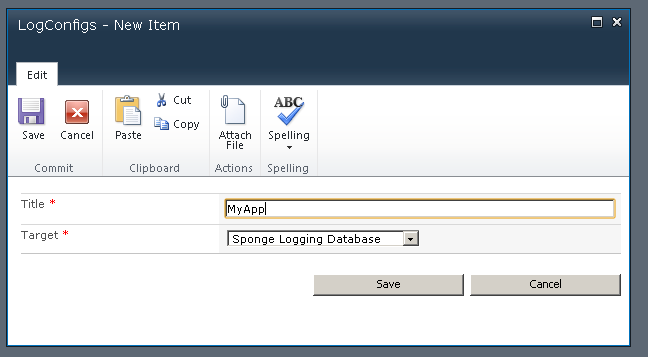 LogConfigs - New Item
Edit
Save Cancel Paste Cut Copy Attach File ABC Spelling
Commit Clipboard Actions Spelling
Title * MyApp
Target * Sponge Logging Database
Save Cancel